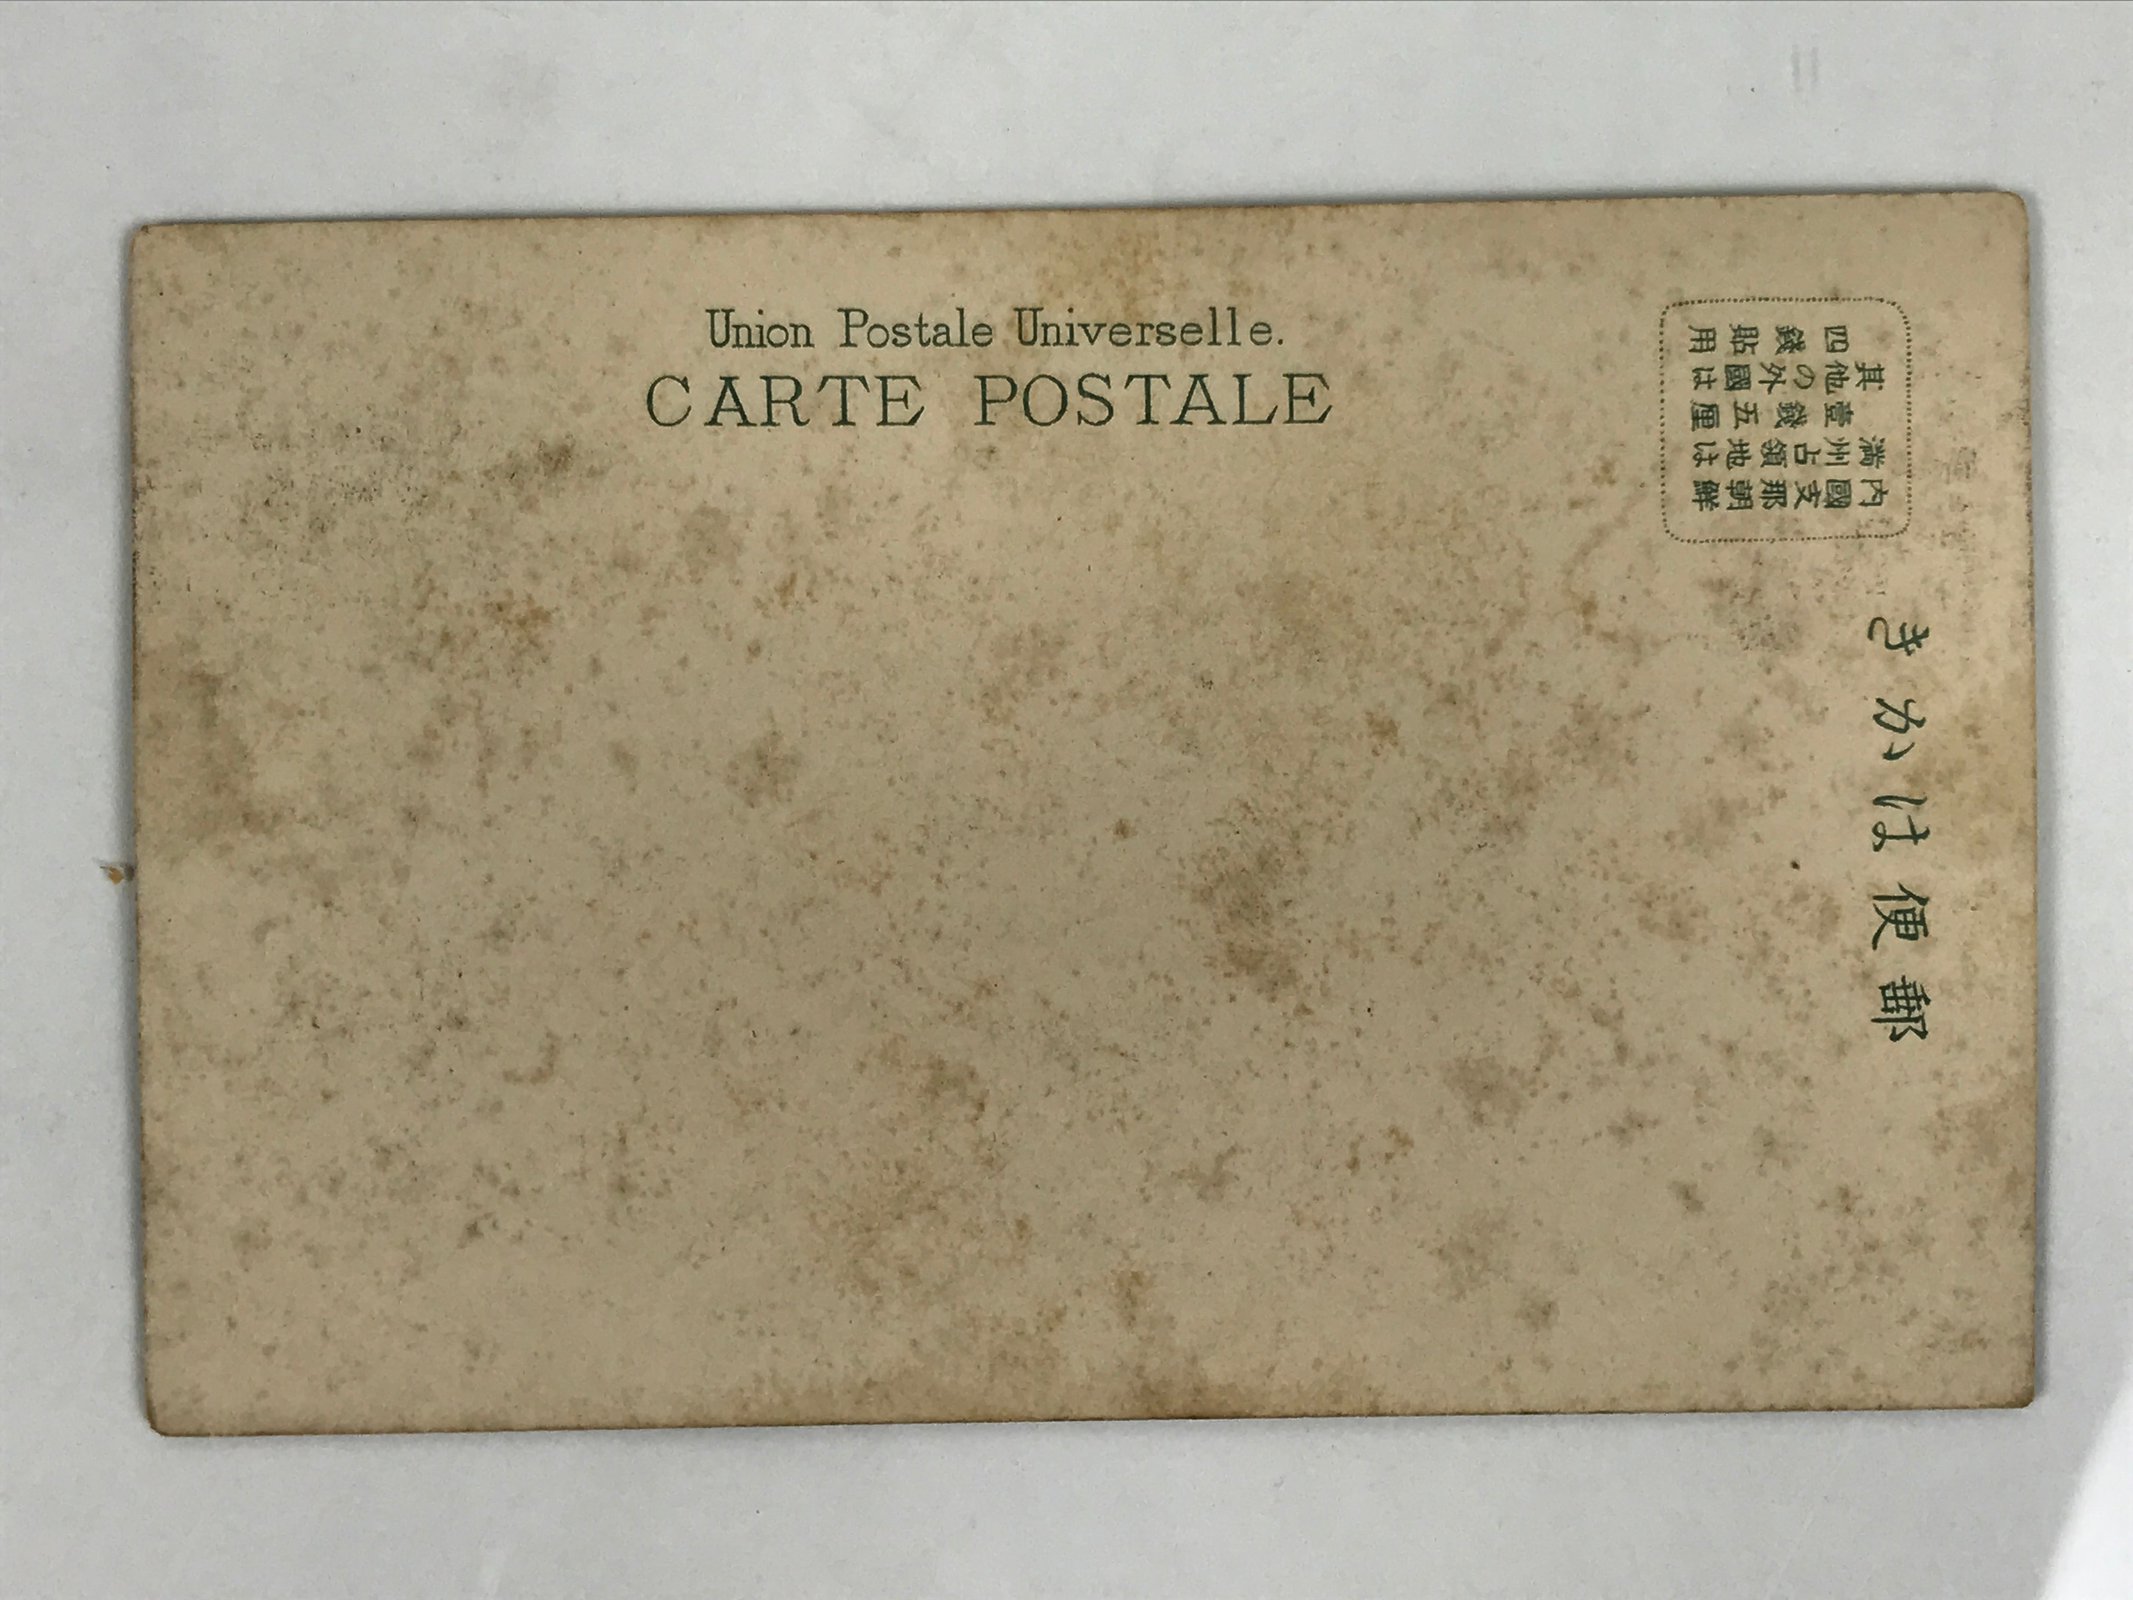 Union Postale Universelle.
CARTE POSTALE
郵便はかき
内國支那朝鮮
滿州占領地は
壹錢五厘
其他の外國は
四錢貼用